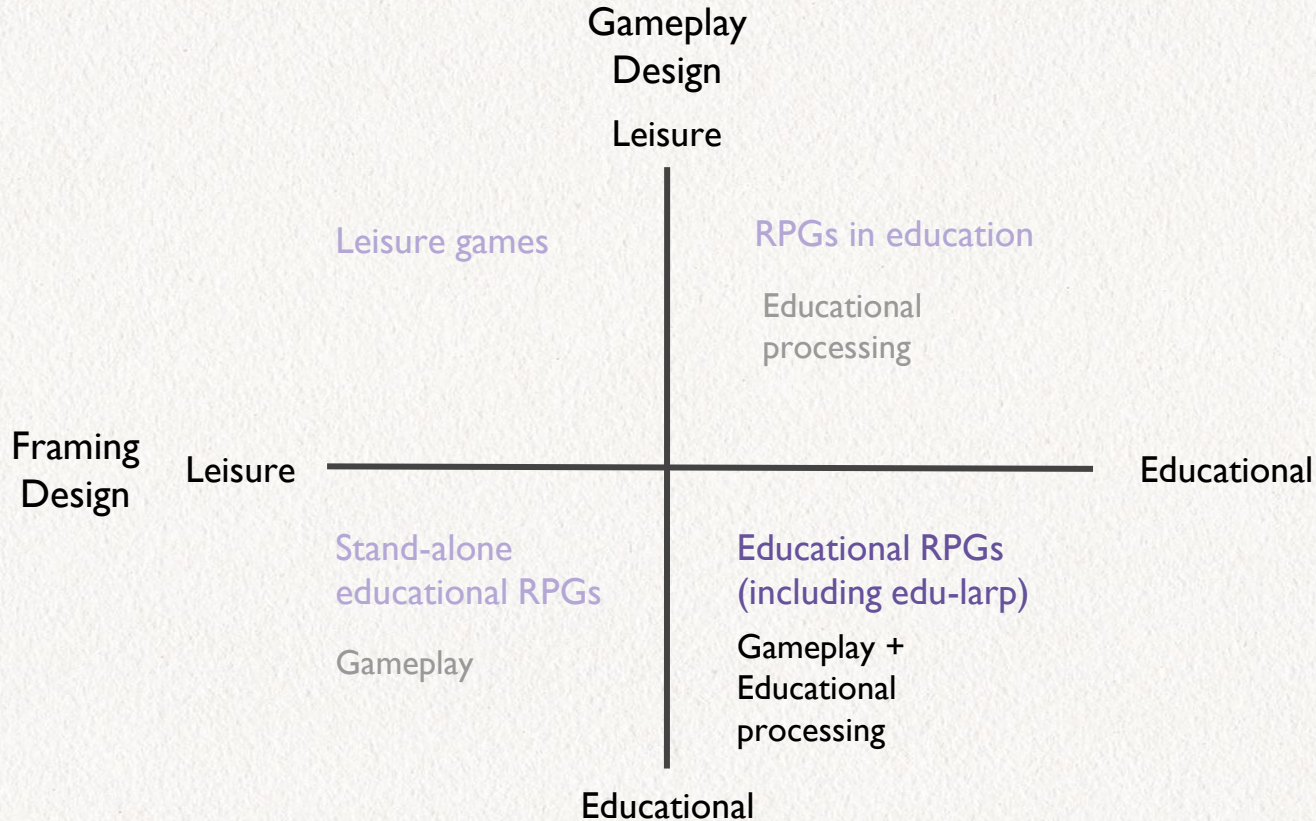 Gameplay
Design
Leisure
Leisure games
RPGs in education
Educational
processing
Framing
Design
Leisure
Educational
Stand-alone
educational RPGs
Gameplay
Educational RPGs
(including edu-larp)
Gameplay +
Educational
processing
Educational